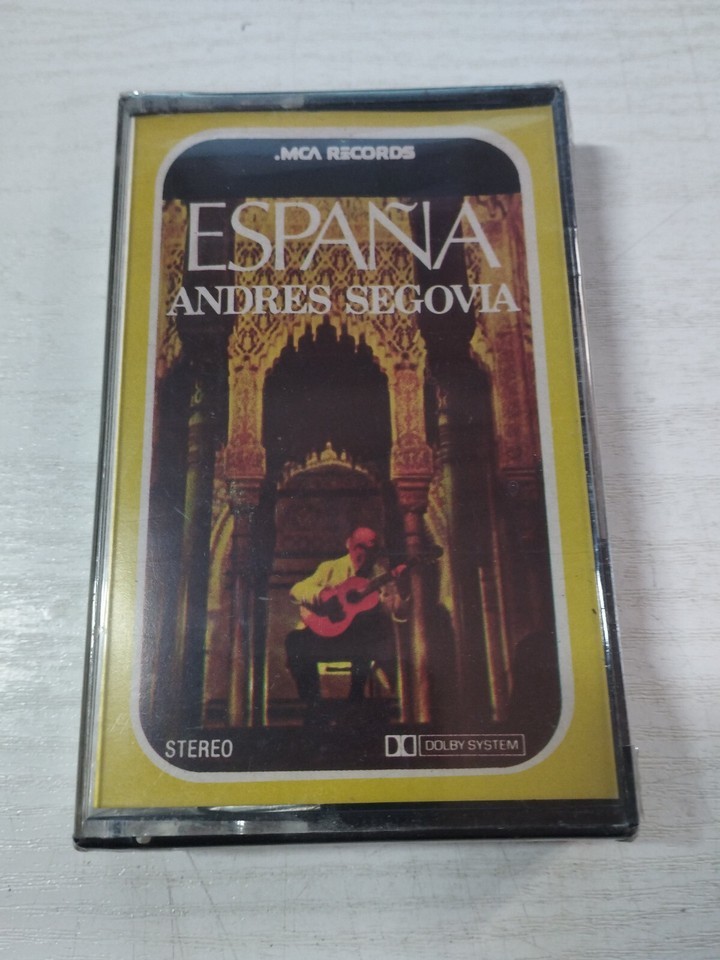 .MCA RECORDS
ESPAÑA
ANDRES SEGOVIA
STEREO
DOLBY SYSTEM